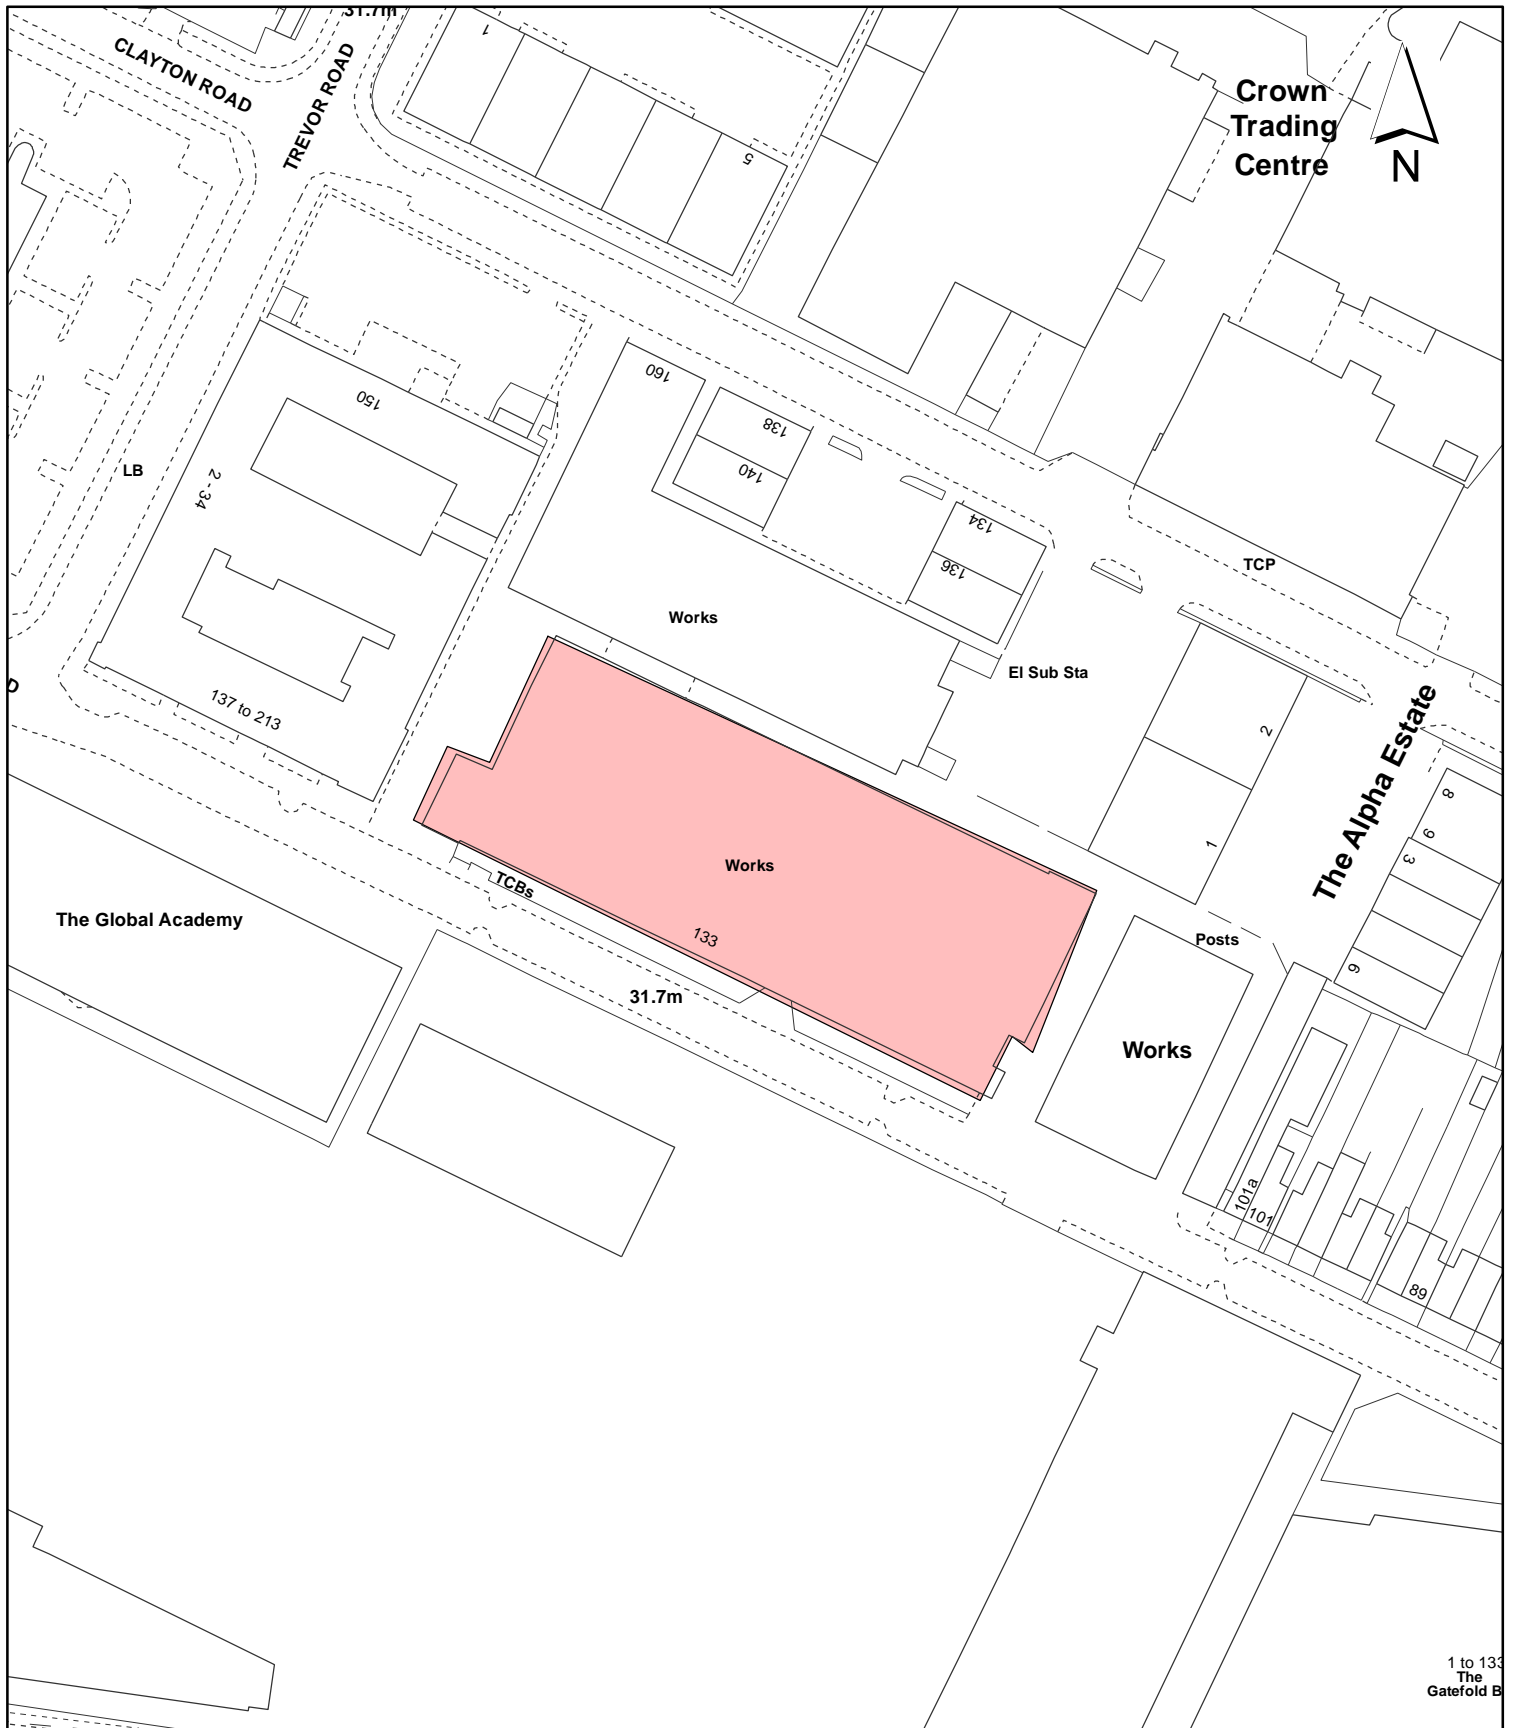 31.7m
CLAYTON ROAD
TREVOR ROAD
1
5
Crown
Trading
Centre
N
160
150
138
140
LB
2 - 34
134
136
TCP
Works
El Sub Sta
D
137 to 213
2
1
The Alpha Estate
8
6
3
9
Works
TCBs
The Global Academy
133
Posts
31.7m
Works
101a
101
89
1 to 133
The
Gatefold B